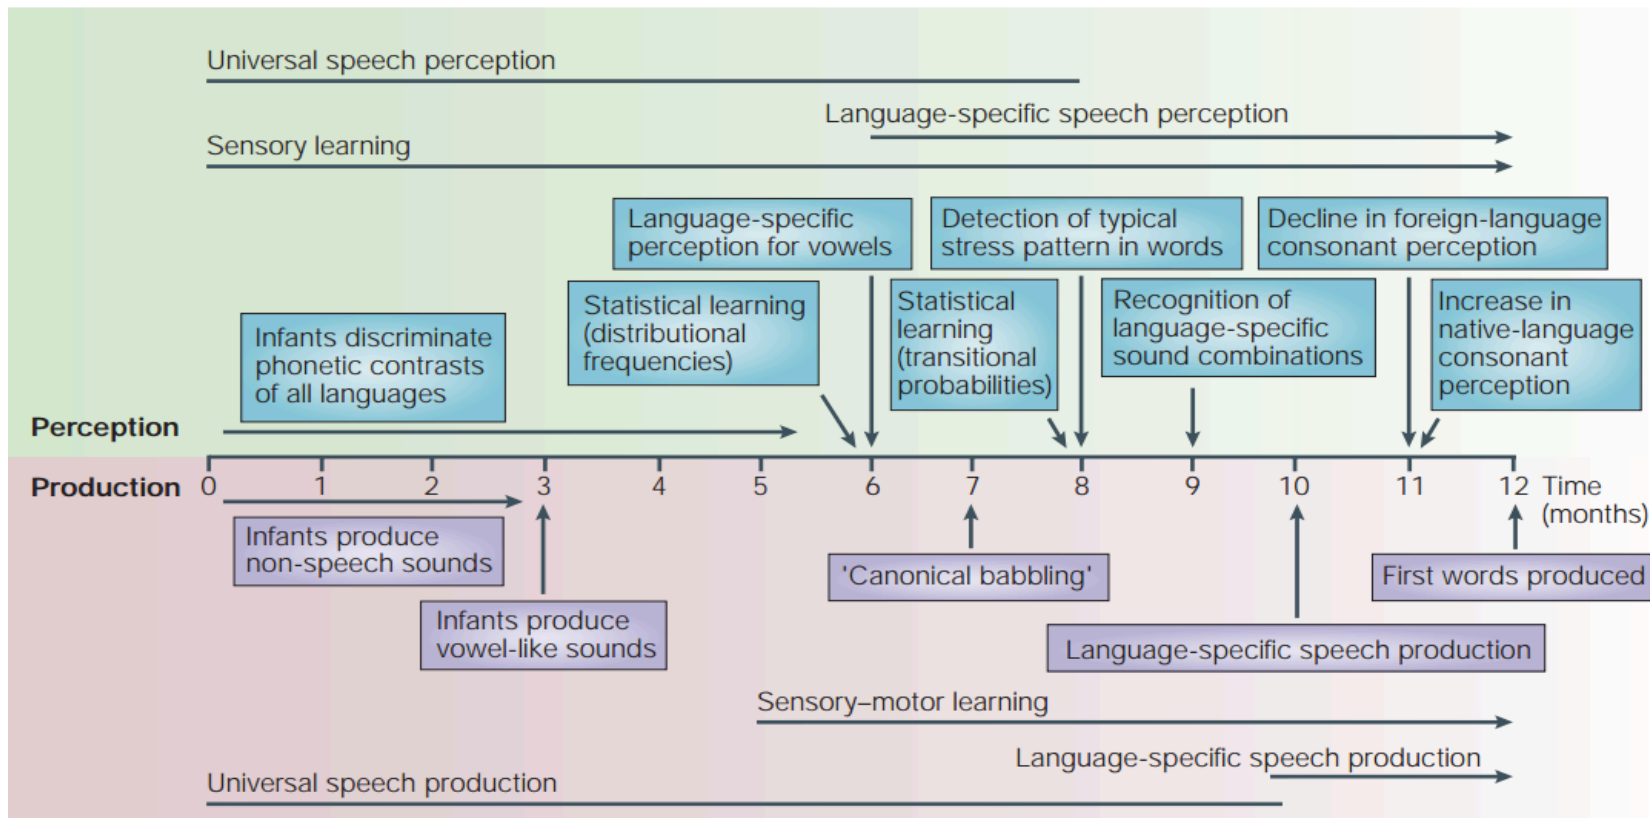 Universal speech perception
Language-specific speech perception
Sensory learning
Language-specific
perception for vowels
Detection of typical
stress pattern in words
Decline in foreign-language
consonant perception
Statistical learning
(distributional
frequencies)
Statistical
learning
(transitional
probabilities)
Recognition of
language-specific
sound combinations
Increase in
native-language
consonant
perception
Infants discriminate
phonetic contrasts
of all languages
Perception
Production
0 1 2 3 4 5 6 7 8 9 10 11 12 Time
(months)
Infants produce
non-speech sounds
Infants produce
vowel-like sounds
'Canonical babbling'
First words produced
Language-specific speech production
Sensory–motor learning
Language-specific speech production
Universal speech production